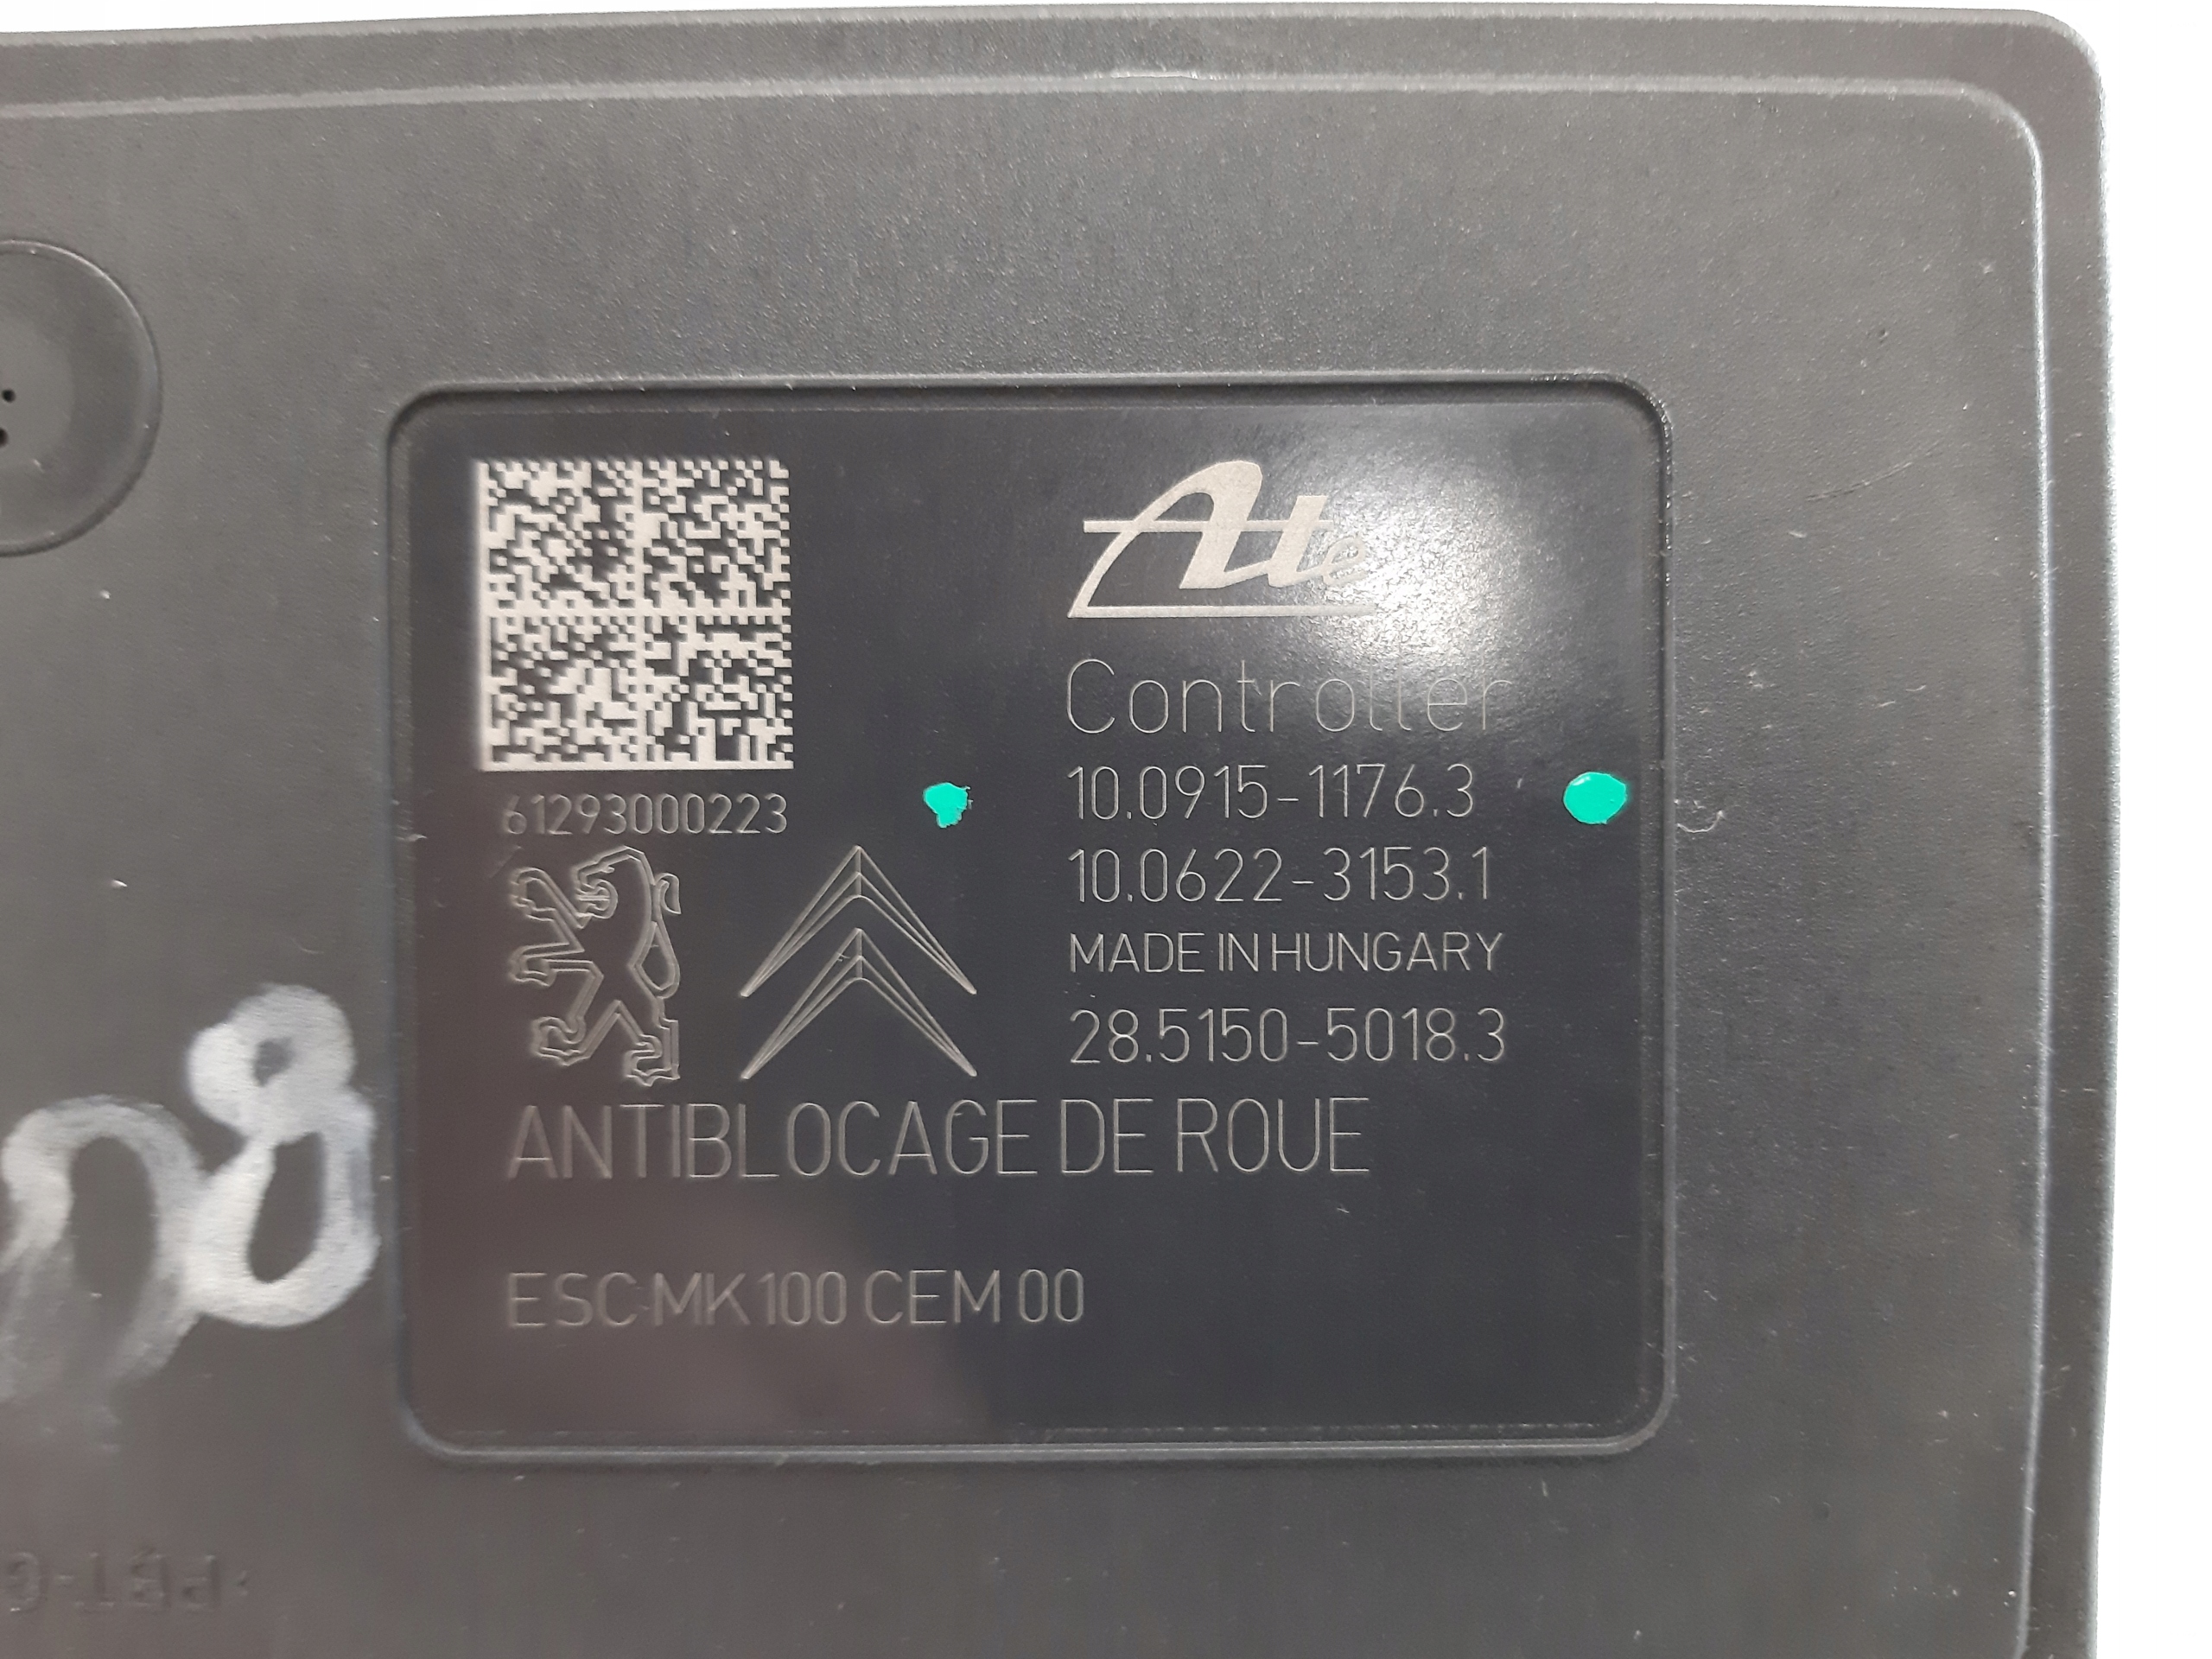 Ate
Controller
61293000223
10.0915-1176.3
10.0622-3153.1
MADE IN HUNGARY
28.5150-5018.3
ANTIBLOCAGE DE ROUE
ESC MK100 CEM 00
08